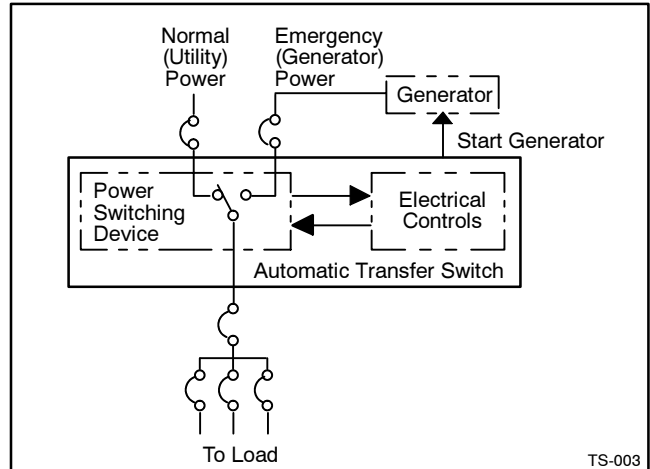 Normal
(Utility)
Power
Emergency
(Generator)
Power
Generator
Start Generator
Power
Switching
Device
Electrical
Controls
Automatic Transfer Switch
To Load
TS-003